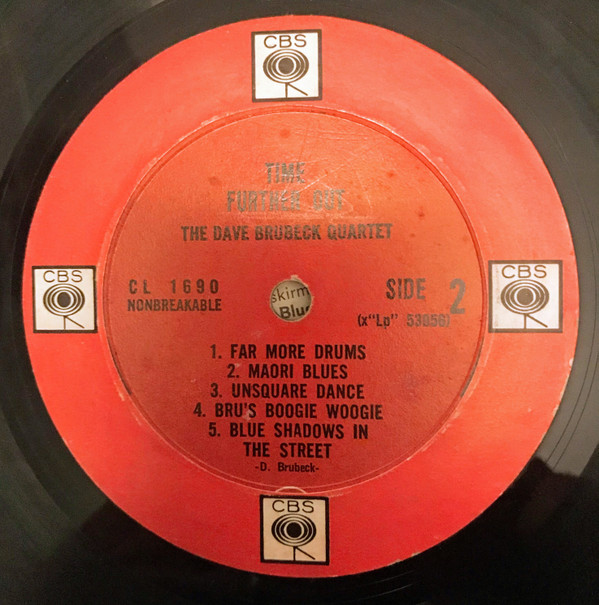 CBS
TIME
FURTHER OUT
THE DAVE BRUBECK QUARTET
CBS
CL 1690
NONBREAKABLE
skirm
Blu
SIDE 2
(x"Lp" 53056)
CBS
1. FAR MORE DRUMS
2. MAORI BLUES
3. UNSQUARE DANCE
4. BRU'S BOOGIE WOOGIE
5. BLUE SHADOWS IN
THE STREET
-D. Brubeck-
CBS